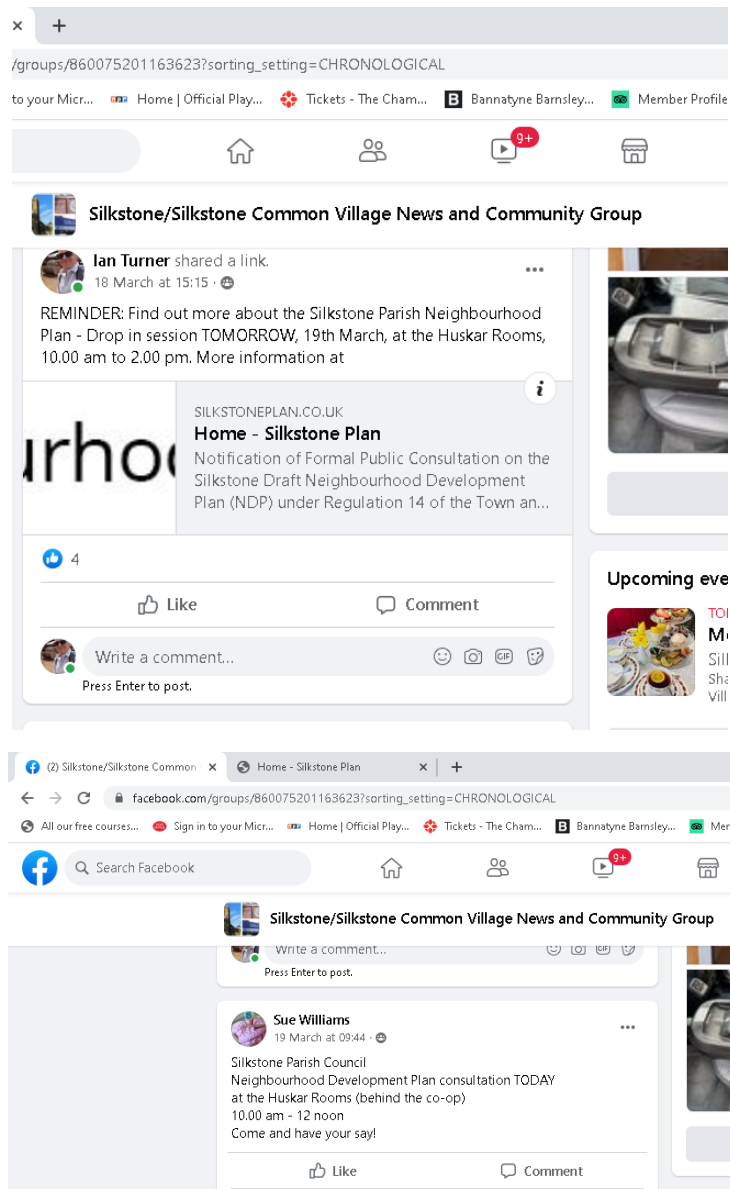 × +
/groups/860075201163623?sorting_setting=CHRONOLOGICAL
to your Micr... Home | Official Play... Tickets - The Cham... B Bannatyne Barnsley... Member Profile
9+
Silkstone/Silkstone Common Village News and Community Group
Ian Turner shared a link.
18 March at 15:15 ·
REMINDER: Find out more about the Silkstone Parish Neighbourhood
Plan - Drop in session TOMORROW, 19th March, at the Huskar Rooms,
10.00 am to 2.00 pm. More information at
urhoo
SILKSTONEPLAN.CO.UK
Home - Silkstone Plan
Notification of Formal Public Consultation on the
Silkstone Draft Neighbourhood Development
Plan (NDP) under Regulation 14 of the Town an...
4
Like Comment
Write a comment... GIF
Press Enter to post.
Upcoming eve
TO
M
Sill
Sha
Vill
(2) Silkstone/Silkstone Common × Home - Silkstone Plan × +
facebook.com/groups/860075201163623?sorting_setting=CHRONOLOGICAL
All our free courses... Sign in to your Micr... Home | Official Play... Tickets - The Cham... B Bannatyne Barnsley... Mer
Search Facebook 9+
Silkstone/Silkstone Common Village News and Community Group
Write a comment... GIF
Press Enter to post.
Sue Williams
19 March at 09:44 ·
Silkstone Parish Council
Neighbourhood Development Plan consultation TODAY
at the Huskar Rooms (behind the co-op)
10.00 am - 12 noon
Come and have your say!
Like Comment